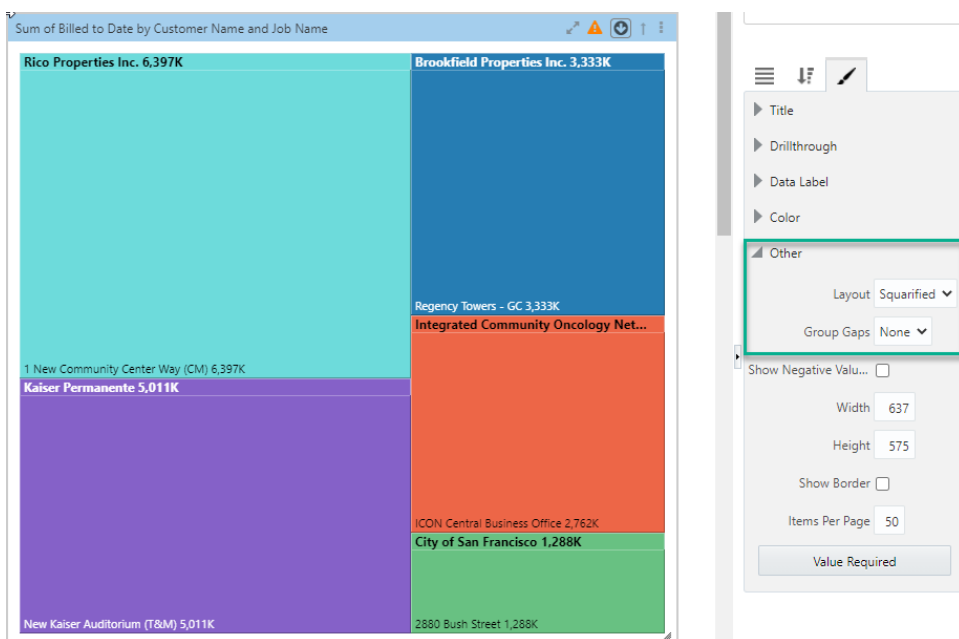 Sum of Billed to Date by Customer Name and Job Name
Rico Properties Inc. 6,397K
1 New Community Center Way (CM) 6,397K
Kaiser Permanente 5,011K
New Kaiser Auditorium (T&M) 5,011K
Brookfield Properties Inc. 3,333K
Regency Towers - GC 3,333K
Integrated Community Oncology Net...
ICON Central Business Office 2,762K
City of San Francisco 1,288K
2880 Bush Street 1,288K
Title
Drillthrough
Data Label
Color
Other
Layout Squarified
Group Gaps None
Show Negative Valu...
Width 637
Height 575
Show Border
Items Per Page 50
Value Required